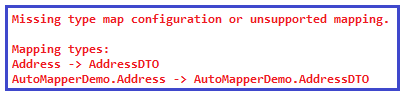 Missing type map configuration or unsupported mapping.
Mapping types:
Address -> AddressDTO
AutoMapperDemo.Address -> AutoMapperDemo.AddressDTO